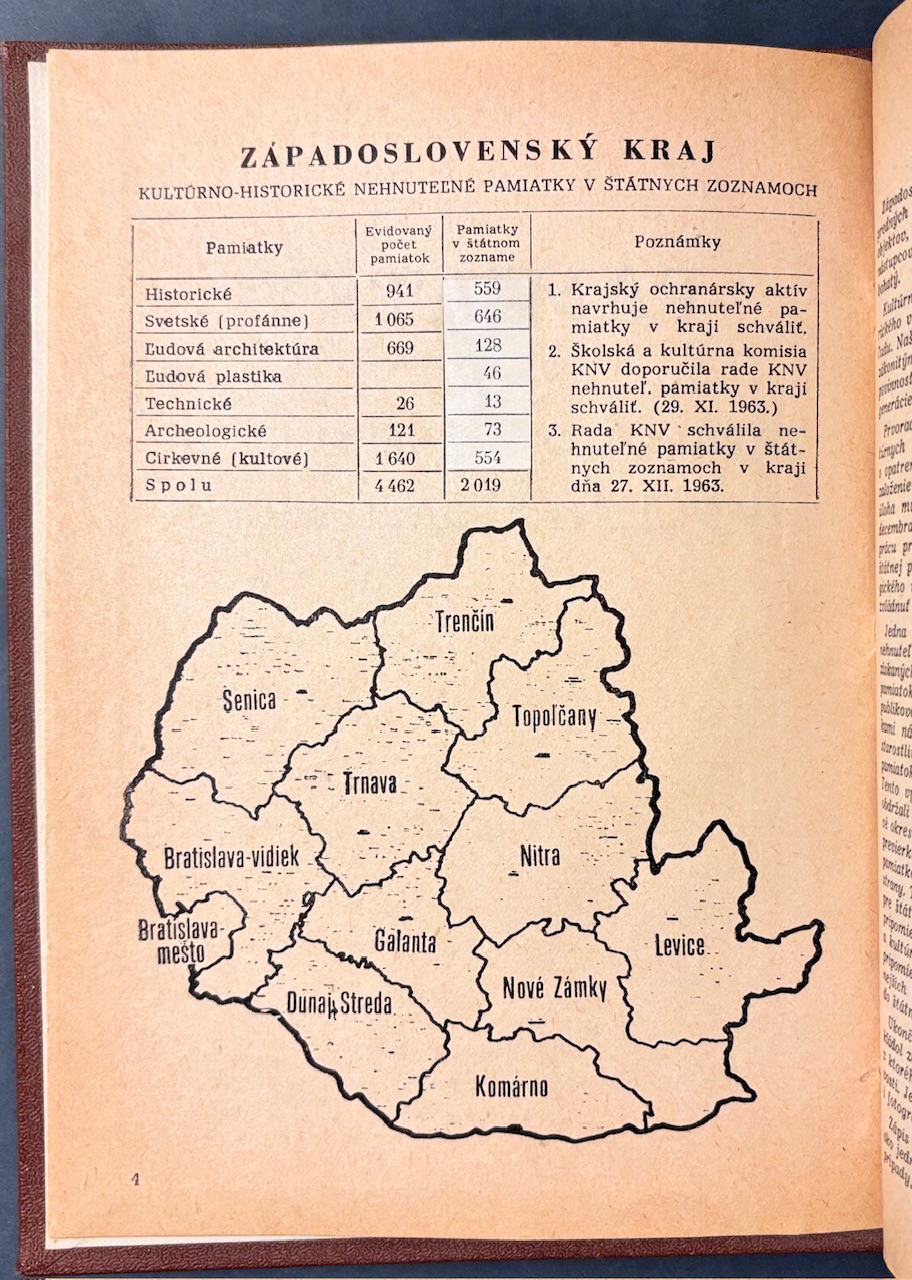 ZÁPADOSLOVENSKÝ KRAJ
KULTÚRNO-HISTORICKÉ NEHNUTEĽNÉ PAMIATKY V ŠTÁTNYCH ZOZNAMOCH
Pamiatky Evidovaný počet pamiatok Pamiatky v štátnom zozname Poznámky
Historické 941 559
Svetské (profánne) 1 065 646
Ľudová architektúra 669 128
Ľudová plastika 46
Technické 26 13
Archeologické 121 73
Cirkevné (kultové) 1 640 554
Spolu 4 462 2 019
1. Krajský ochranársky aktív
navrhuje nehnuteľné pa-
miatky v kraji schváliť.
2. Školská a kultúrna komisia
KNV doporučila rade KNV
nehnuteľ. pamiatky v kraji
schváliť. (29. XI. 1963.)
3. Rada KNV schválila ne-
hnuteľné pamiatky v štát-
nych zoznamoch v kraji
dňa 27. XII. 1963.
Trenčín
Senica
Topoľčany
Trnava
Bratislava-vidiek
Nitra
Bratislava-
mešto
Galanta
Levice
Dunaj. Streda
Nové Zámky
Komárno
4